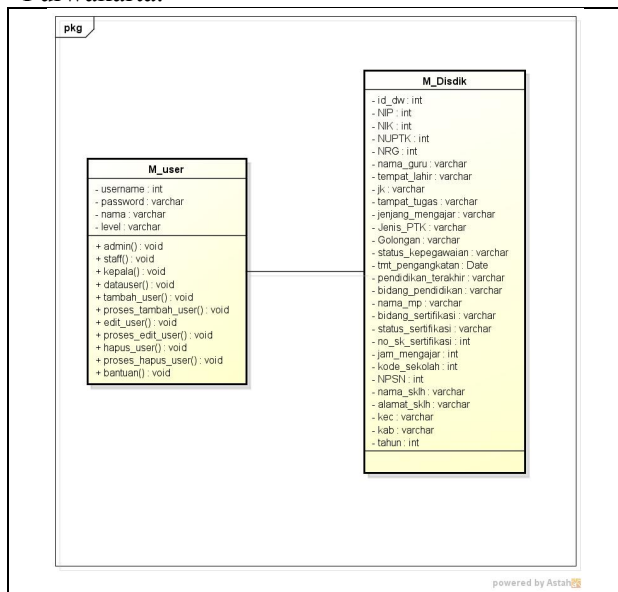 pkg
M_user
- username : int
- password : varchar
- nama : varchar
- level : varchar
+ admin() : void
+ staff() : void
+ kepala() : void
+ datauser() : void
+ tambah_user() : void
+ proses_tambah_user() : void
+ edit_user() : void
+ proses_edit_user() : void
+ hapus_user() : void
+ proses_hapus_user() : void
+ bantuan() : void
M_Disdik
- id_dw : int
- NIP : int
- NIK : int
- NUPTK : int
- NRG : int
- nama_guru : varchar
- tempat_lahir : varchar
- jk : varchar
- tampat_tugas : varchar
- jenjang_mengajar : varchar
- Jenis_PTK : varchar
- Golongan : varchar
- status_kepegawaian : varchar
- tmt_pengangkatan : Date
- pendidikan_terakhir : varchar
- bidang_pendidikan : varchar
- nama_mp : varchar
- bidang_sertifikasi : varchar
- status_sertifikasi : varchar
- no_sk_sertifikasi : int
- jam_mengajar : int
- kode_sekolah : int
- NPSN : int
- nama_sklh : varchar
- alamat_sklh : varchar
- kec : varchar
- kab : varchar
- tahun : int
powered by Astah